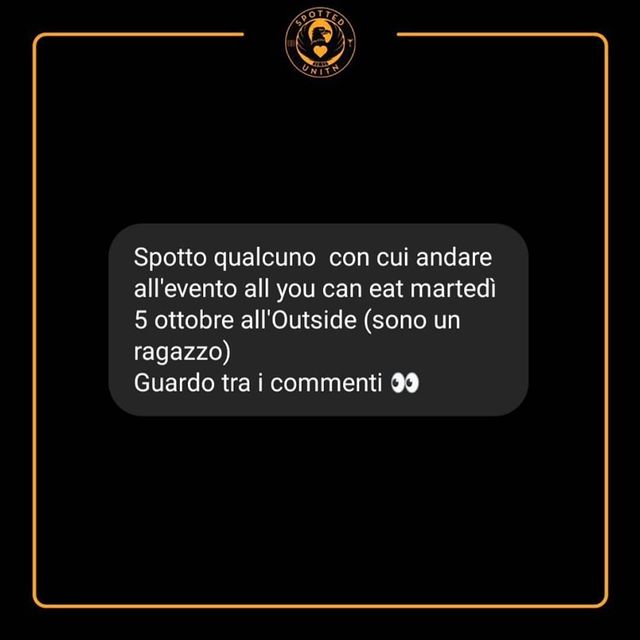 SPOTTED
UNITN
Spotto qualcuno  con cui andare
all'evento all you can eat martedì
5 ottobre all'Outside (sono un
ragazzo)
Guardo tra i commenti 👀